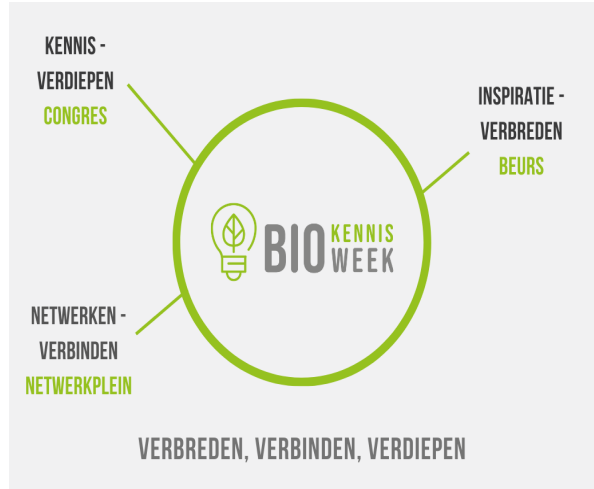 KENNIS -
VERDIEPEN
CONGRES
INSPIRATIE -
VERBREDEN
BEURS
BIO KENNIS
WEEK
NETWERKEN -
VERBINDEN
NETWERKPLEIN
VERBREDEN, VERBINDEN, VERDIEPEN